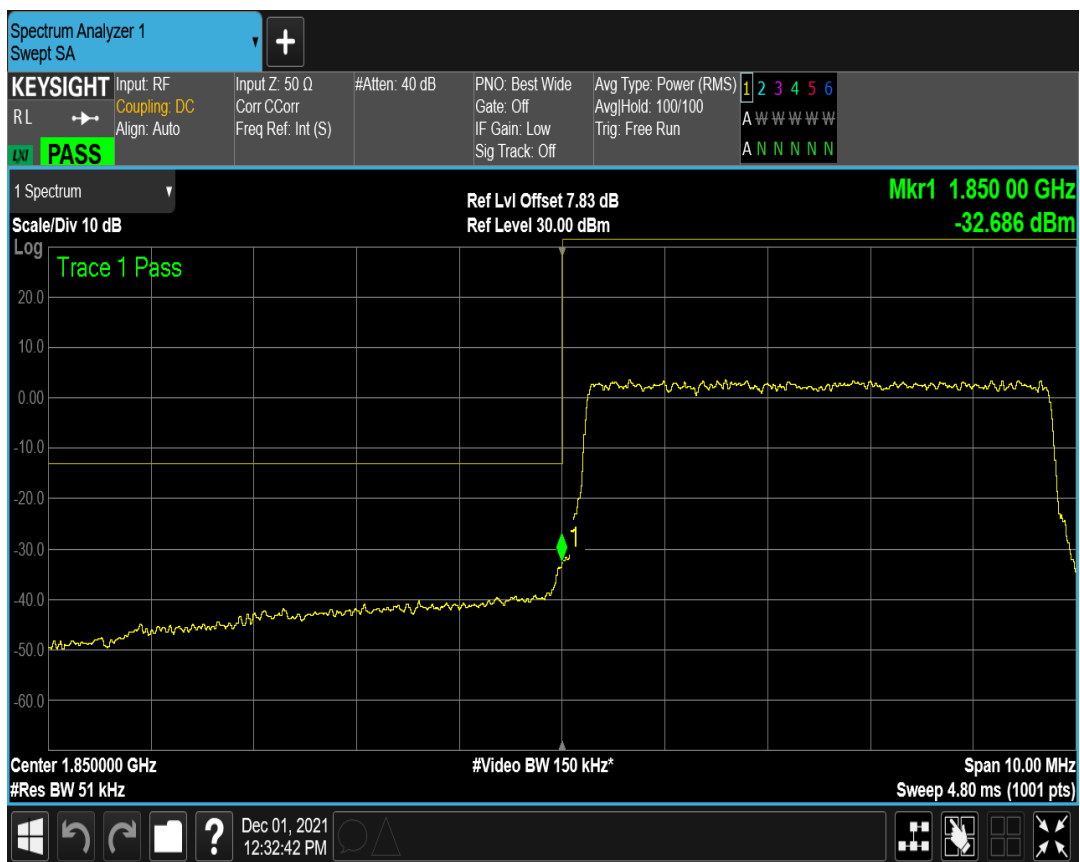 Spectrum Analyzer 1
Swept SA
KEYSIGHT
R L
LXI PASS
Input: RF
Coupling: DC
Align: Auto
Input Z: 50 Ω
Corr CCorr
Freq Ref: Int (S)
#Atten: 40 dB
PNO: Best Wide
Gate: Off
IF Gain: Low
Sig Track: Off
Avg Type: Power (RMS)
Avg|Hold: 100/100
Trig: Free Run
1 2 3 4 5 6
A W W W W W
A N N N N N
1 Spectrum
Scale/Div 10 dB
Ref Lvl Offset 7.83 dB
Ref Level 30.00 dBm
Mkr1 1.850 00 GHz
-32.686 dBm
Log
Trace 1 Pass
20.0
10.0
0.00
-10.0
-20.0
-30.0
-40.0
-50.0
-60.0
1
Center 1.850000 GHz
#Res BW 51 kHz
#Video BW 150 kHz*
Span 10.00 MHz
Sweep 4.80 ms (1001 pts)
?
Dec 01, 2021
12:32:42 PM